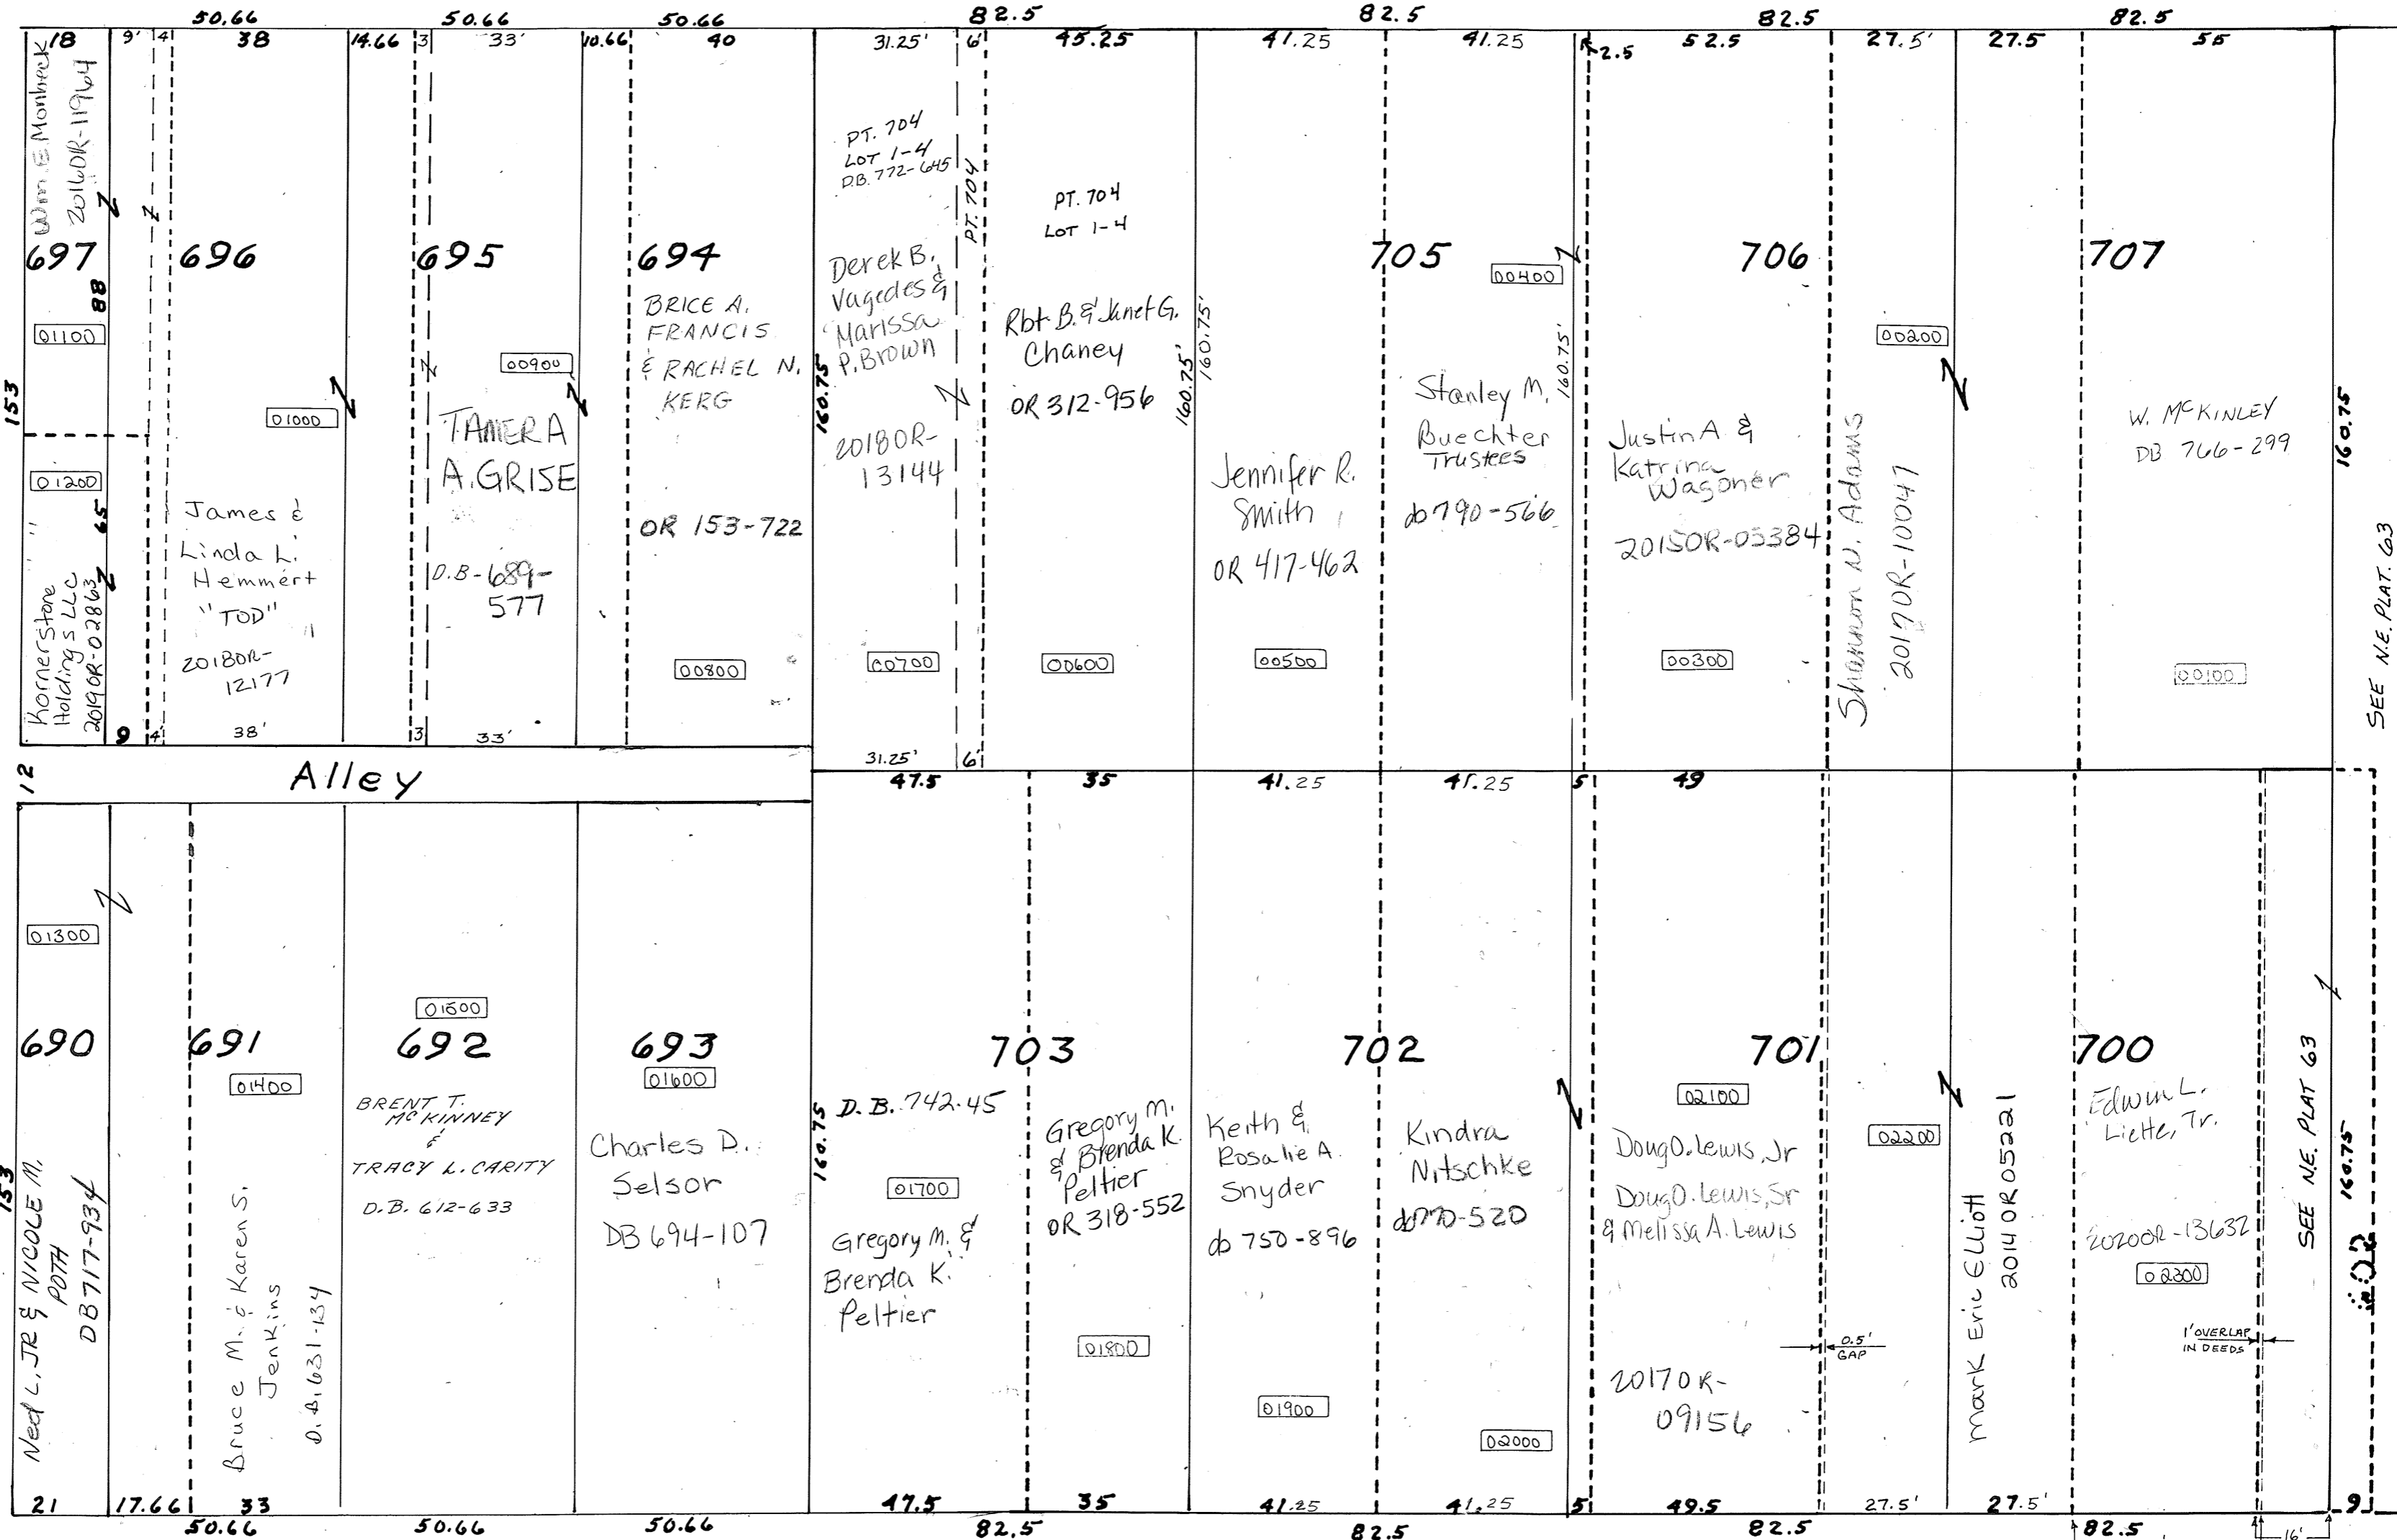 50.66 50.66 50.66 82.5 82.5 82.5 82.5
18 9' 4' 38 14.66 3 33' 10.66 40 31.25' 6' 45.25 41.25 41.25 2.5 52.5 27.5' 27.5 55
Wm. E. Monbeck
2016OR-11964
697
88
01100
153
01200
" "
65
Kornerstone
Holdings LLC
2019OR-02863
696
01000
James &
Linda L.
Hemmert
"TOD"
2018OR-
12177
695
00900
TAMERA
A. GRISE
D.B-689-
577
694
BRICE A.
FRANCIS
& RACHEL N.
KERG
OR 153-722
00800
PT. 704
LOT 1-4
D.B. 772-645
Derek B.
Vagedes &
Marissa
P. Brown
160.75
2018OR-
13144
00700
PT. 704
PT. 704
LOT 1-4
Rbt B. & Janet G.
Chaney
OR 312-956
160.75'
00600
160.75'
705
Jennifer R.
Smith
OR 417-462
00500
00400
Stanley M.
Buechter
Trustees
db 790-566
160.75'
706
Justin A &
Katrina
Wagoner
2015OR-05384
00300
00200
Shannon N. Adams
2017OR-10047
707
W. McKINLEY
DB 766-299
00100
160.75
SEE N.E. PLAT. 63
9 4' 38' 3 33' 31.25' 6'
12
Alley
47.5 35 41.25 41.25 5 49
01300
690
153
Ned L, JR & NICOLE M.
POTH
DB717-934
691
01400
Bruce M. & Karen S.
Jenkins
D.B. 631-134
01500
692
BRENT T.
McKINNEY
&
TRACY L. CARITY
D.B. 612-633
693
01600
Charles D.
Selsor
DB 694-107
703
160.75
D.B. 742-45
01700
Gregory M. &
Brenda K.
Peltier
Gregory M.
& Brenda K.
Peltier
OR 318-552
01800
702
Keith &
Rosalie A.
Snyder
db 750-896
01900
Kindra
Nitschke
db770-520
02000
701
02100
Doug O. Lewis, Jr
Doug O. Lewis, Sr
& Melissa A. Lewis
2017OR-
09156
0.5'
GAP
02200
Mark Eric Elliott
2014OR05221
700
Edwin L.
Liette, Tr.
2020OR-13632
02300
1' OVERLAP
IN DEEDS
SEE N.E. PLAT 63
160.75
21 17.66 33 47.5 35 41.25 41.25 5 49.5 27.5' 27.5' 9
50.66 50.66 50.66 82.5 82.5 82.5 82.5 16'